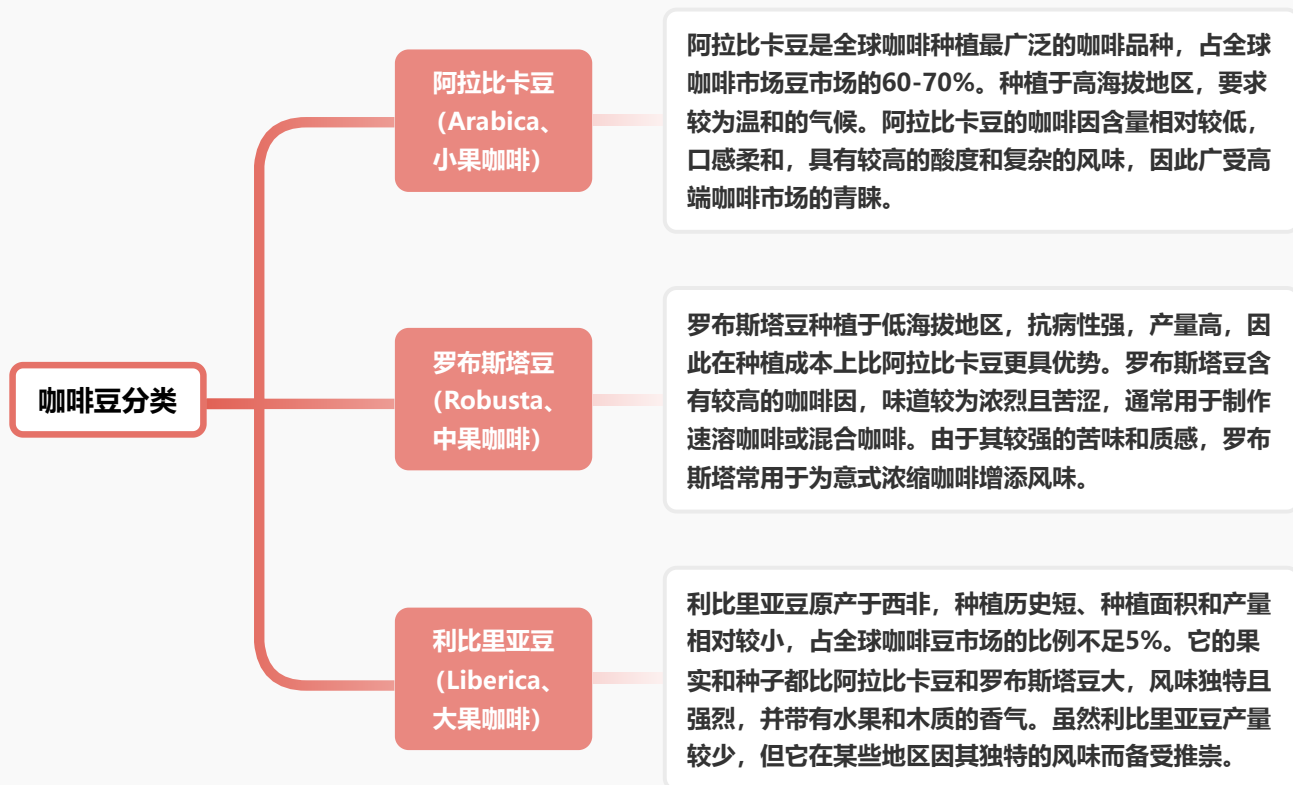 咖啡豆分类
阿拉比卡豆
（Arabica、
小果咖啡）
阿拉比卡豆是全球咖啡种植最广泛的咖啡品种，占全球
咖啡市场豆市场的60-70%。种植于高海拔地区，要求
较为温和的气候。阿拉比卡豆的咖啡因含量相对较低，
口感柔和，具有较高的酸度和复杂的风味，因此广受高
端咖啡市场的青睐。
罗布斯塔豆
（Robusta、
中果咖啡）
罗布斯塔豆种植于低海拔地区，抗病性强，产量高，因
此在种植成本上比阿拉比卡豆更具优势。罗布斯塔豆含
有较高的咖啡因，味道较为浓烈且苦涩，通常用于制作
速溶咖啡或混合咖啡。由于其较强的苦味和质感，罗布
斯塔常用于为意式浓缩咖啡增添风味。
利比里亚豆
（Liberica、
大果咖啡）
利比里亚豆原产于西非，种植历史短、种植面积和产量
相对较小，占全球咖啡豆市场的比例不足5%。它的果
实和种子都比阿拉比卡豆和罗布斯塔豆大，风味独特且
强烈，并带有水果和木质的香气。虽然利比里亚豆产量
较少，但它在某些地区因其独特的风味而备受推崇。